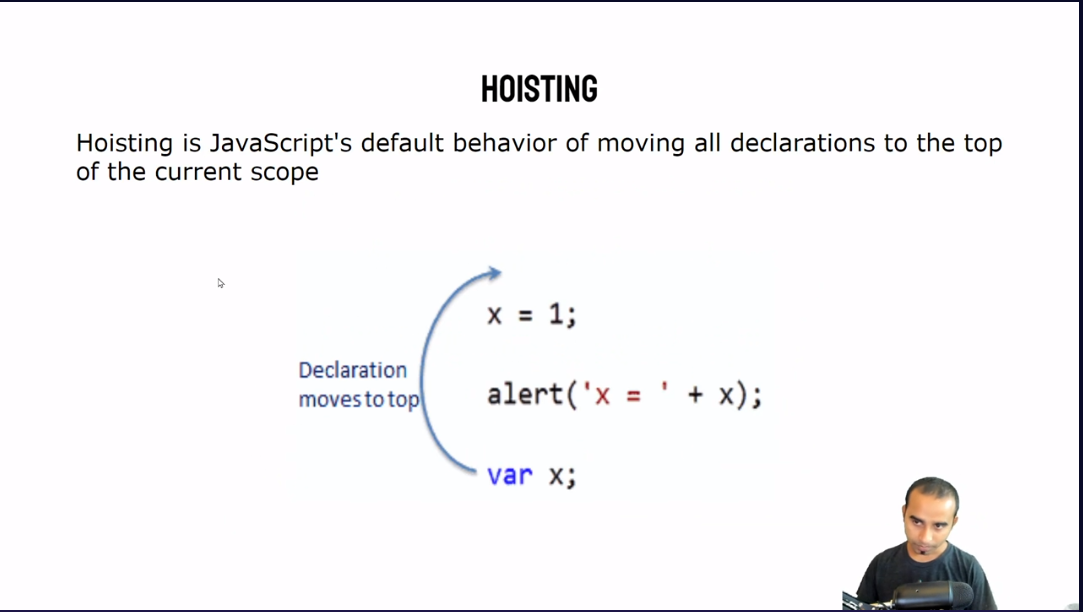 HOISTING
Hoisting is JavaScript's default behavior of moving all declarations to the top
of the current scope
x = 1;
Declaration
moves to top
alert('x = ' + x);
var x;